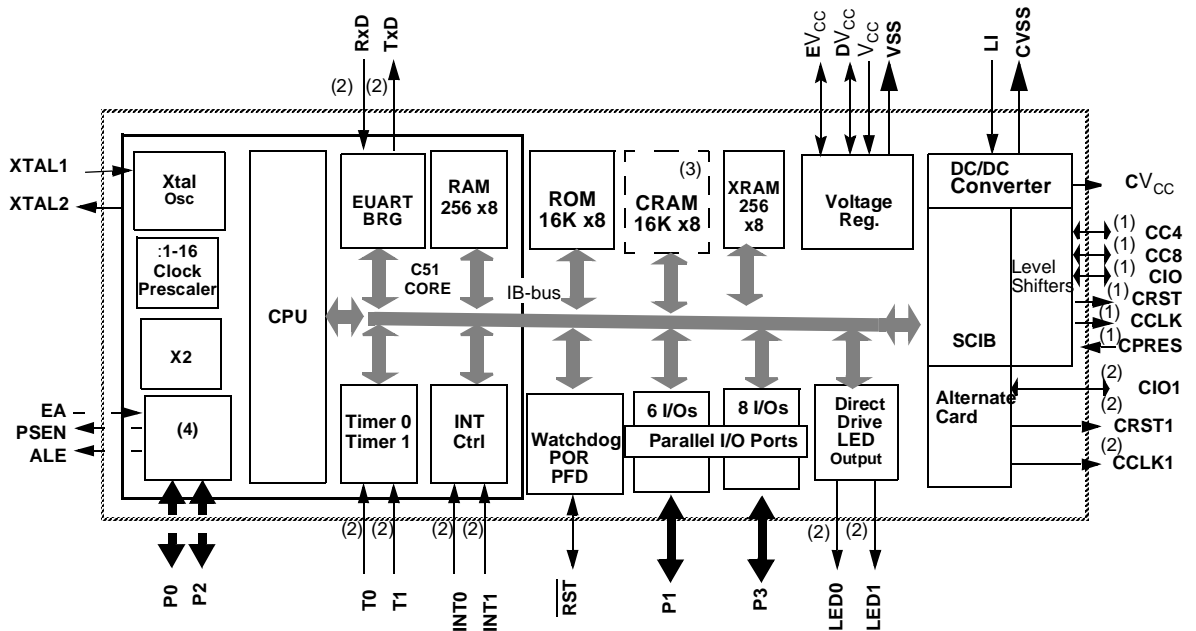 RxD
TxD
(2)
(2)
EVCC
DVCC
VCC
VSS
LI
CVSS
XTAL1
XTAL2
Xtal
Osc
:1-16
Clock
Prescaler
X2
(4)
EA
PSEN
ALE
P0
P2
CPU
EUART
BRG
RAM
256 x8
C51
CORE
IB-bus
ROM
16K x8
(3)
CRAM
16K x8
XRAM
256
x8
Voltage
Reg.
DC/DC
Converter
CVCC
Level
Shifters
SCIB
(1)
CC4
(1)
CC8
(1)
CIO
(1)
CRST
(1)
CCLK
(1)
CPRES
Alternate
Card
(2)
CIO1
(2)
CRST1
(2)
CCLK1
Timer 0
Timer 1
INT
Ctrl
Watchdog
POR
PFD
6 I/Os
8 I/Os
Parallel I/O Ports
Direct
Drive
LED
Output
(2)
(2)
(2)
(2)
(2)
(2)
T0
T1
INT0
INT1
RST
P1
P3
LED0
LED1